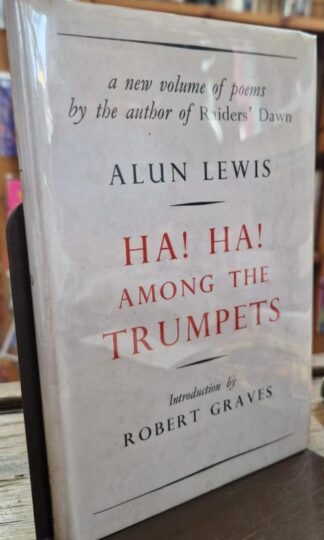 a new volume of poems
by the author of Raiders' Dawn
ALUN LEWIS
HA! HA!
AMONG THE
TRUMPETS
Introduction by
ROBERT GRAVES